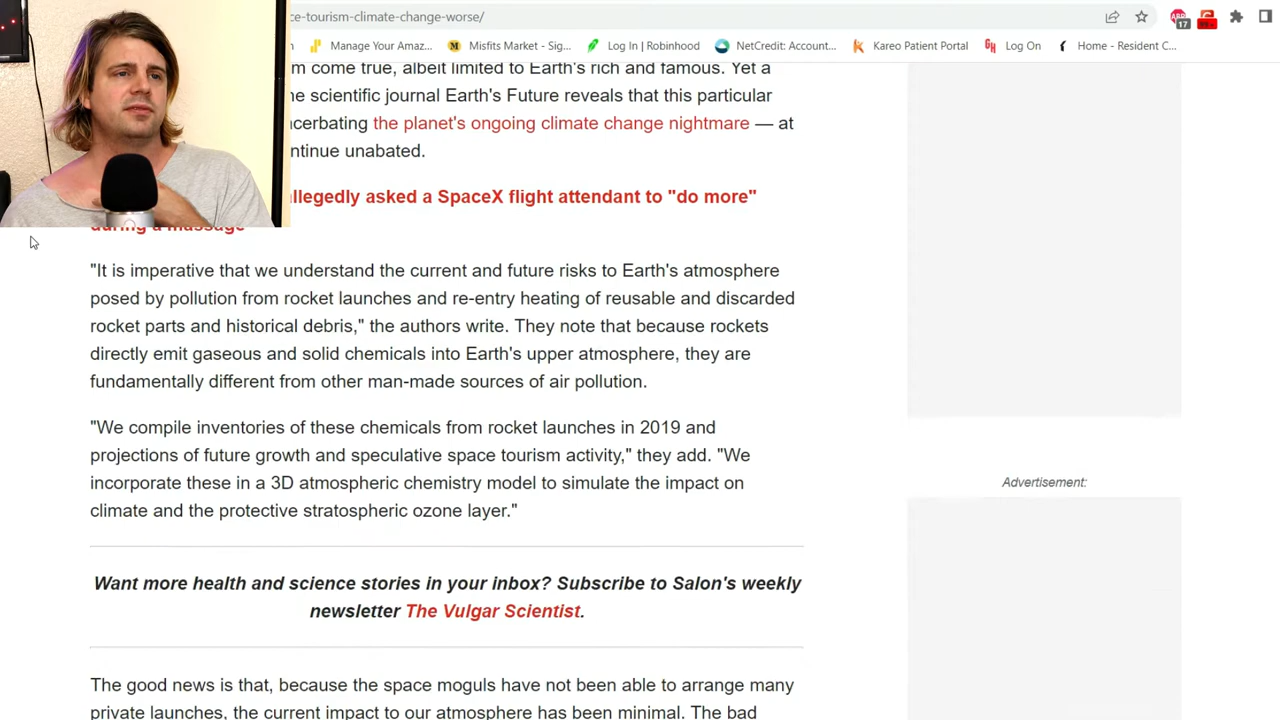 ce-tourism-climate-change-worse/
17
Manage Your Amaz...
Misfits Market - Sig...
Log In | Robinhood
NetCredit: Account...
Kareo Patient Portal
Log On
Home - Resident C...
m come true, albeit limited to Earth's rich and famous. Yet a
e scientific journal Earth's Future reveals that this particular
cerbating the planet's ongoing climate change nightmare — at
ntinue unabated.
allegedly asked a SpaceX flight attendant to "do more"
during a massage
"It is imperative that we understand the current and future risks to Earth's atmosphere
posed by pollution from rocket launches and re-entry heating of reusable and discarded
rocket parts and historical debris," the authors write. They note that because rockets
directly emit gaseous and solid chemicals into Earth's upper atmosphere, they are
fundamentally different from other man-made sources of air pollution.
"We compile inventories of these chemicals from rocket launches in 2019 and
projections of future growth and speculative space tourism activity," they add. "We
incorporate these in a 3D atmospheric chemistry model to simulate the impact on
climate and the protective stratospheric ozone layer."
Advertisement:
Want more health and science stories in your inbox? Subscribe to Salon's weekly
newsletter The Vulgar Scientist.
The good news is that, because the space moguls have not been able to arrange many
private launches, the current impact to our atmosphere has been minimal. The bad